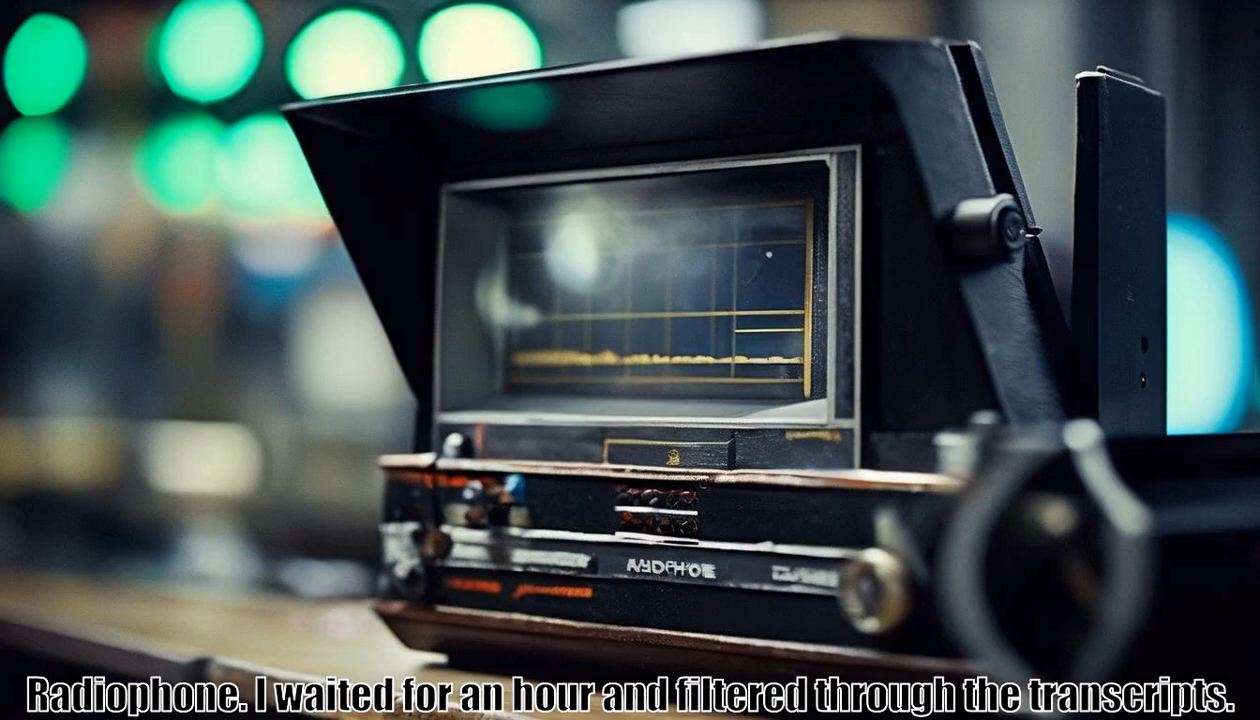 Radiophone. I waited for an hour and filtered through the transcripts.